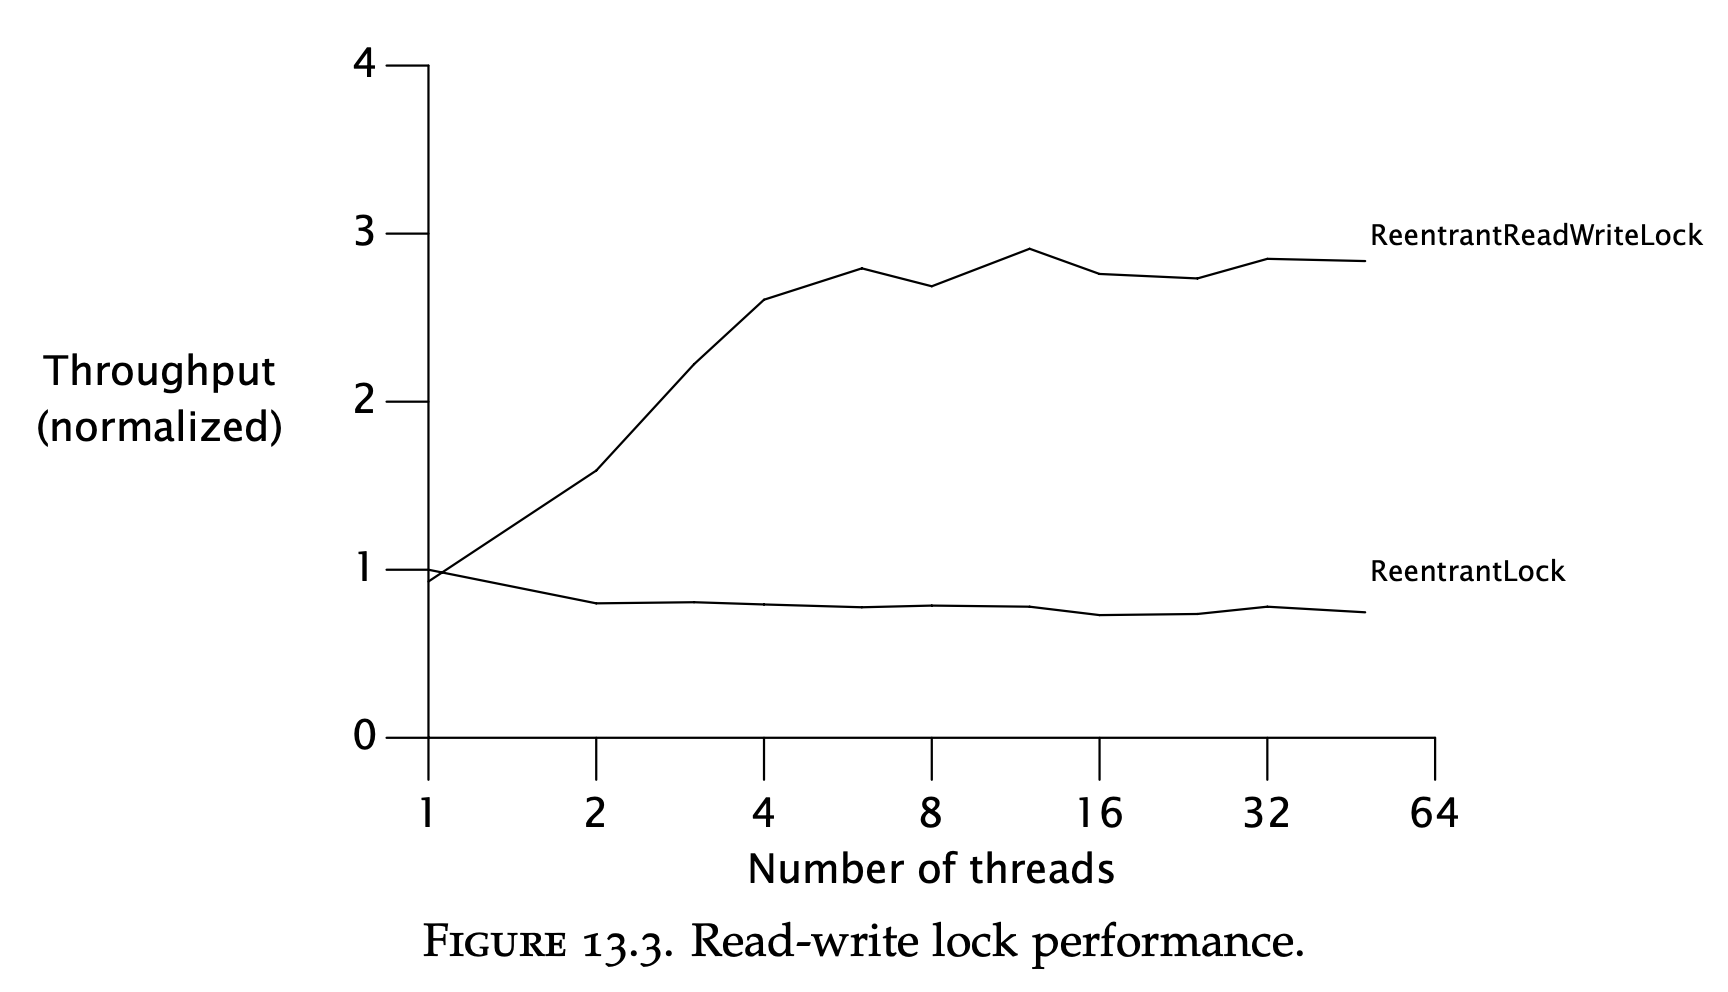 4
3
ReentrantReadWriteLock
Throughput
(normalized)
2
1
ReentrantLock
0
1 2 4 8 16 32 64
Number of threads
Figure 13.3. Read-write lock performance.